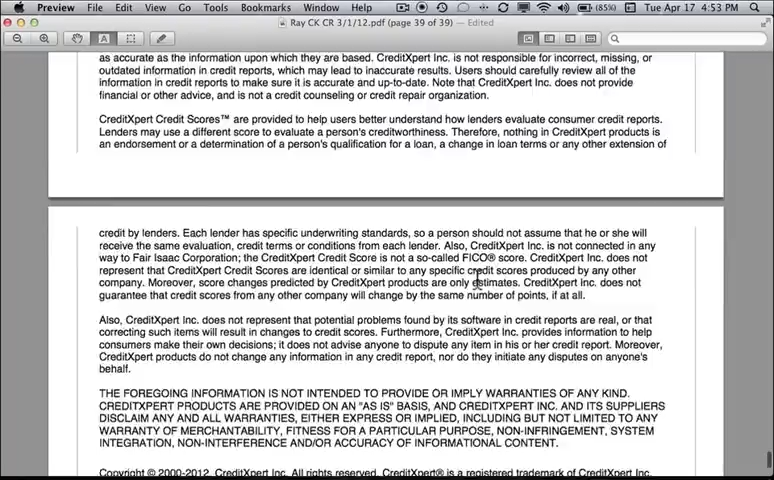 Preview File Edit View Go Tools Bookmarks Window Help (85%) Tue Apr 17 4:53 PM
Ray CK CR 3/1/12.pdf (page 39 of 39) — Edited
as accurate as the information upon which they are based. CreditXpert Inc. is not responsible for incorrect, missing, or
outdated information in credit reports, which may lead to inaccurate results. Users should carefully review all of the
information in credit reports to make sure it is accurate and up-to-date. Note that CreditXpert Inc. does not provide
financial or other advice, and is not a credit counseling or credit repair organization.
CreditXpert Credit Scores™ are provided to help users better understand how lenders evaluate consumer credit reports.
Lenders may use a different score to evaluate a person's creditworthiness. Therefore, nothing in CreditXpert products is
an endorsement or a determination of a person's qualification for a loan, a change in loan terms or any other extension of
credit by lenders. Each lender has specific underwriting standards, so a person should not assume that he or she will
receive the same evaluation, credit terms or conditions from each lender. Also, CreditXpert Inc. is not connected in any
way to Fair Isaac Corporation; the CreditXpert Credit Score is not a so-called FICO® score. CreditXpert Inc. does not
represent that CreditXpert Credit Scores are identical or similar to any specific credit scores produced by any other
company. Moreover, score changes predicted by CreditXpert products are only estimates. CreditXpert Inc. does not
guarantee that credit scores from any other company will change by the same number of points, if at all.
Also, CreditXpert Inc. does not represent that potential problems found by its software in credit reports are real, or that
correcting such items will result in changes to credit scores. Furthermore, CreditXpert Inc. provides information to help
consumers make their own decisions; it does not advise anyone to dispute any item in his or her credit report. Moreover,
CreditXpert products do not change any information in any credit report, nor do they initiate any disputes on anyone's
behalf.
THE FOREGOING INFORMATION IS NOT INTENDED TO PROVIDE OR IMPLY WARRANTIES OF ANY KIND.
CREDITXPERT PRODUCTS ARE PROVIDED ON AN "AS IS" BASIS, AND CREDITXPERT INC. AND ITS SUPPLIERS
DISCLAIM ANY AND ALL WARRANTIES, EITHER EXPRESS OR IMPLIED, INCLUDING BUT NOT LIMITED TO ANY
WARRANTY OF MERCHANTABILITY, FITNESS FOR A PARTICULAR PURPOSE, NON-INFRINGEMENT, SYSTEM
INTEGRATION, NON-INTERFERENCE AND/OR ACCURACY OF INFORMATIONAL CONTENT.
Copyright © 2000-2012, CreditXpert Inc. All rights reserved. CreditXpert® is a registered trademark of CreditXpert Inc.